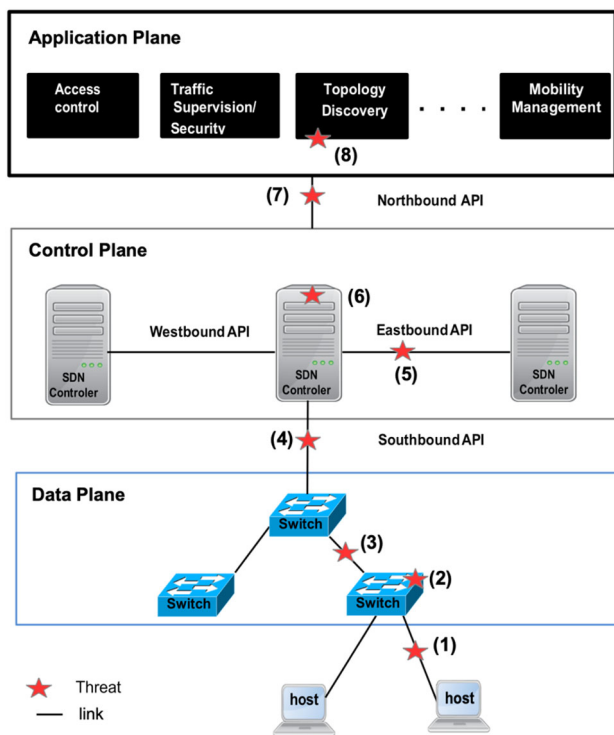 Application Plane
Access
control
Traffic
Supervision/
Security
Topology
Discovery
. . . .
Mobility
Management
(8)
(7)
Northbound API
Control Plane
(6)
Westbound API
Eastbound API
(5)
SDN
Controler
SDN
Controler
SDN
Controler
(4)
Southbound API
Data Plane
Switch
(3)
(2)
Switch
Switch
(1)
Threat
link
host
host